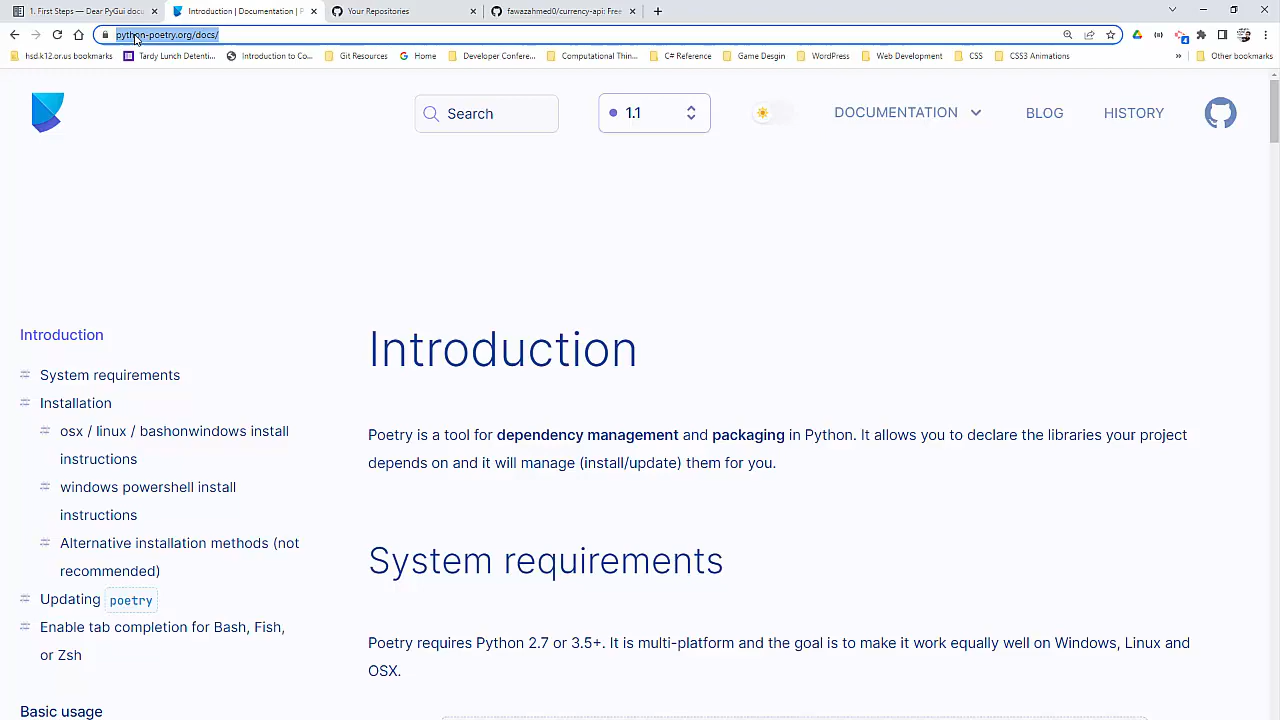 1. First Steps — Dear PyGui docu
Introduction | Documentation | P
Your Repositories
fawazahmed0/currency-api: Free
python-poetry.org/docs/
hsd.k12.or.us bookmarks
Tardy Lunch Detenti...
Introduction to Co...
Git Resources
Home
Developer Confere...
Computational Thin...
C# Reference
Game Desgin
WordPress
Web Development
CSS
CSS3 Animations
»
Other bookmarks
Search
1.1
DOCUMENTATION
BLOG
HISTORY
Introduction
System requirements
Installation
osx / linux / bashonwindows install
instructions
windows powershell install
instructions
Alternative installation methods (not
recommended)
Updating poetry
Enable tab completion for Bash, Fish,
or Zsh
Basic usage
Introduction
Poetry is a tool for dependency management and packaging in Python. It allows you to declare the libraries your project
depends on and it will manage (install/update) them for you.
System requirements
Poetry requires Python 2.7 or 3.5+. It is multi-platform and the goal is to make it work equally well on Windows, Linux and
OSX.